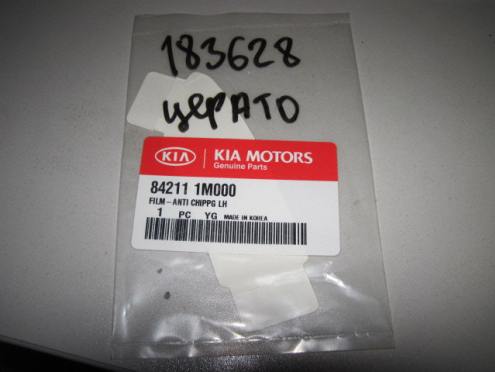 183628
церАТО
KIA
KIA MOTORS
Genuine Parts
84211 1M000
FILM-ANTI CHIPPG LH
1 PC YG MADE IN KOREA